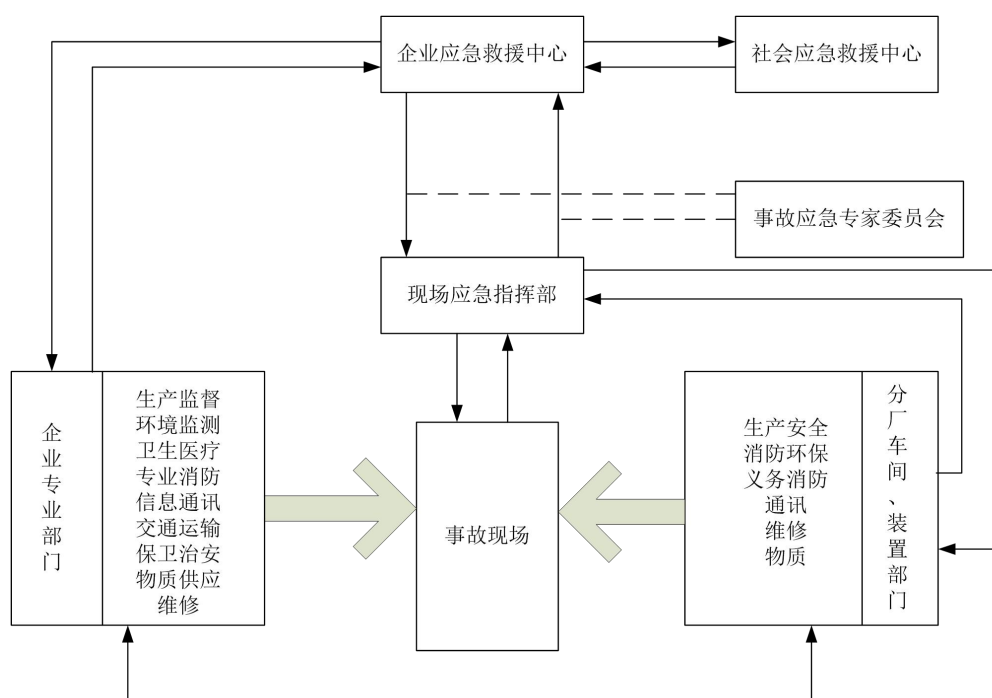 企业应急救援中心
社会应急救援中心
事故应急专家委员会
现场应急指挥部
企业专业部门
生产监督
环境监测
卫生医疗
专业消防
信息通讯
交通运输
保卫治安
物质供应
维修
事故现场
生产安全
消防环保
义务消防
通讯
维修
物质
分厂车间、装置部门